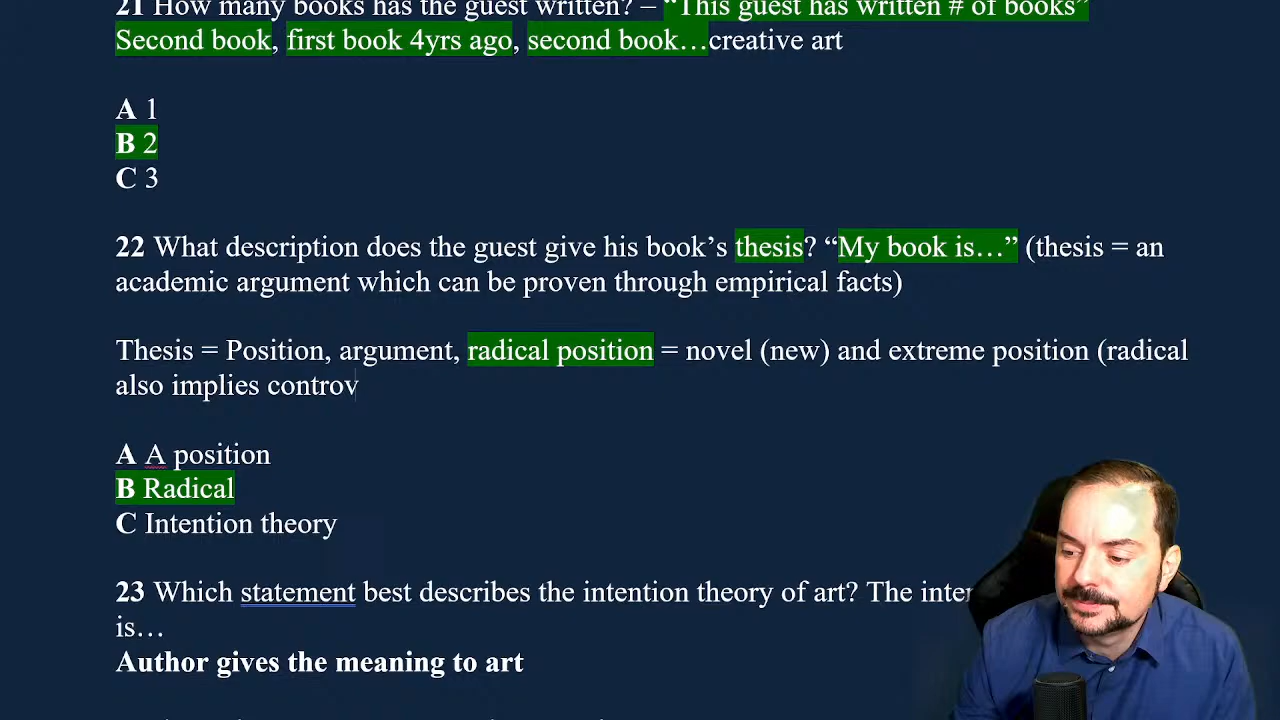 21 How many books has the guest written? – “This guest has written # of books”
Second book, first book 4yrs ago, second book…creative art
A 1
B 2
C 3
22 What description does the guest give his book’s thesis? “My book is…” (thesis = an
academic argument which can be proven through empirical facts)
Thesis = Position, argument, radical position = novel (new) and extreme position (radical
also implies controv
A A position
B Radical
C Intention theory
23 Which statement best describes the intention theory of art? The
is…
Author gives the meaning to art